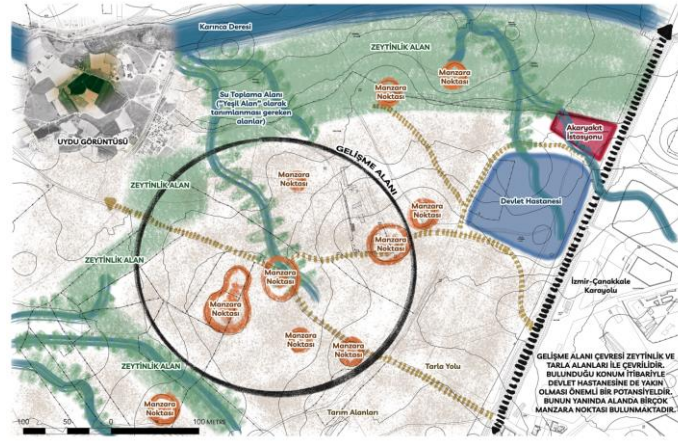 Karınca Deresi
ZEYTİNLİK ALAN
Manzara
Noktası
Manzara
Noktası
Su Toplama Alanı
("Yeşil Alan" olarak
tanımlanması gereken
alanlar)
UYDU GÖRÜNTÜSÜ
Akaryakıt
İstasyonu
GELİŞME ALANI
ZEYTİNLİK ALAN
Manzara
Noktası
Devlet Hastanesi
Manzara
Noktası
Manzara
Noktası
ZEYTİNLİK ALAN
Manzara
Noktası
İzmir-Çanakkale
Karayolu
Manzara
Noktası
Manzara
Noktası
Manzara
Noktası
ZEYTİNLİK ALAN
Tarla Yolu
GELİŞME ALANI ÇEVRESİ ZEYTİNLİK VE
TARLA ALANLARI İLE ÇEVRİLİDİR.
BULUNDUĞU KONUM İTİBARİYLE
DEVLET HASTANESİNE DE YAKIN
OLMASI ÖNEMLİ BİR POTANSİYELDİR.
BUNUN YANINDA ALANDA BİRÇOK
MANZARA NOKTASI BULUNMAKTADIR.
Manzara
Noktası
Tarım Alanları
100 50 0 50 100 METRE